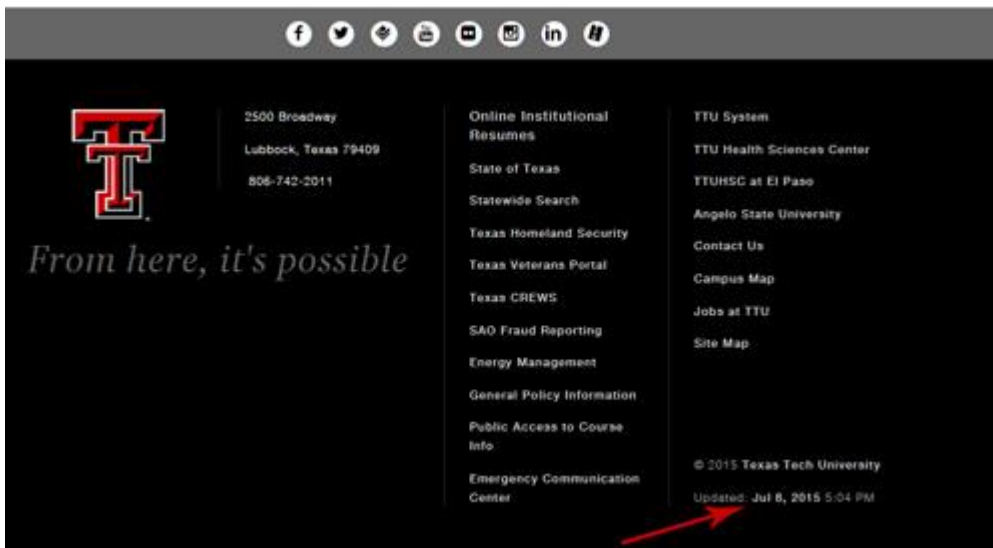 2500 Broadway
Lubbock, Texas 79409
806-742-2011
From here, it's possible
Online Institutional
Resumes
State of Texas
Statewide Search
Texas Homeland Security
Texas Veterans Portal
Texas CREWS
SAO Fraud Reporting
Energy Management
General Policy Information
Public Access to Course
Info
Emergency Communication
Center
TTU System
TTU Health Sciences Center
TTUHSC at El Paso
Angelo State University
Contact Us
Campus Map
Jobs at TTU
Site Map
© 2015 Texas Tech University
Updated: Jul 8, 2015 5:04 PM